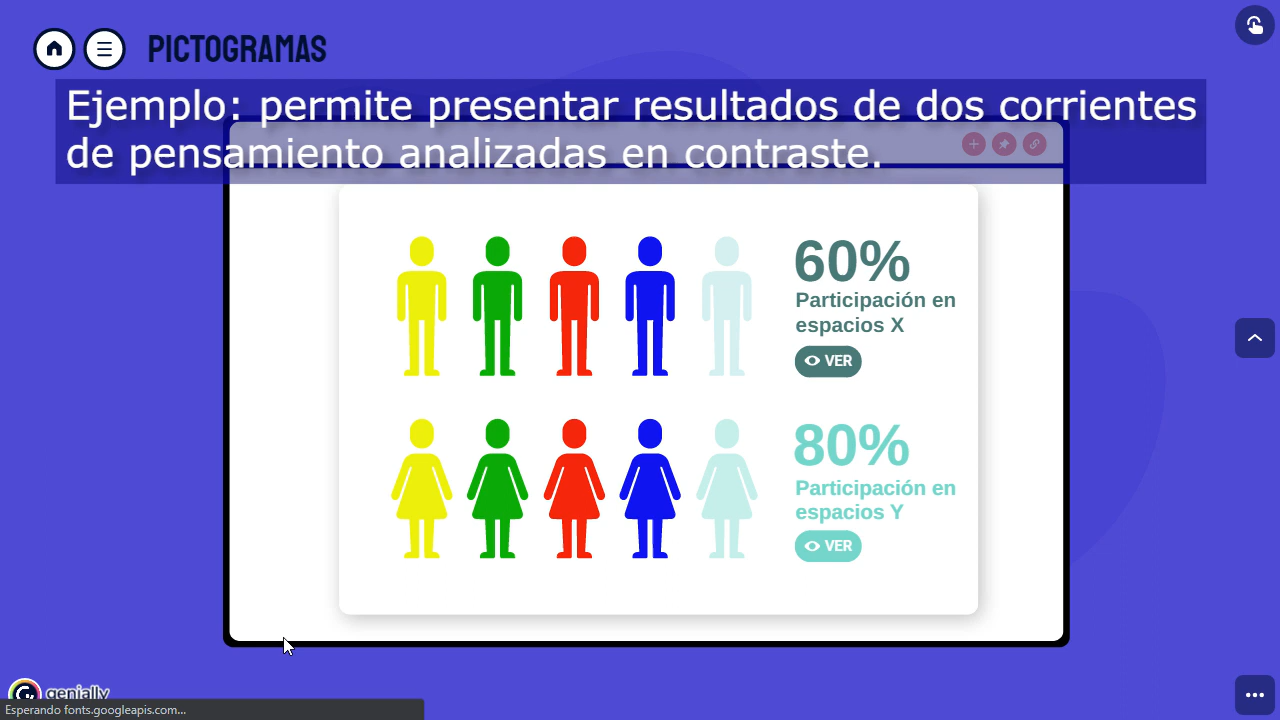 PICTOGRAMAS
Ejemplo: permite presentar resultados de dos corrientes
de pensamiento analizadas en contraste.
60%
Participación en
espacios X
VER
80%
Participación en
espacios Y
VER
genially
Esperando fonts.googleapis.com...